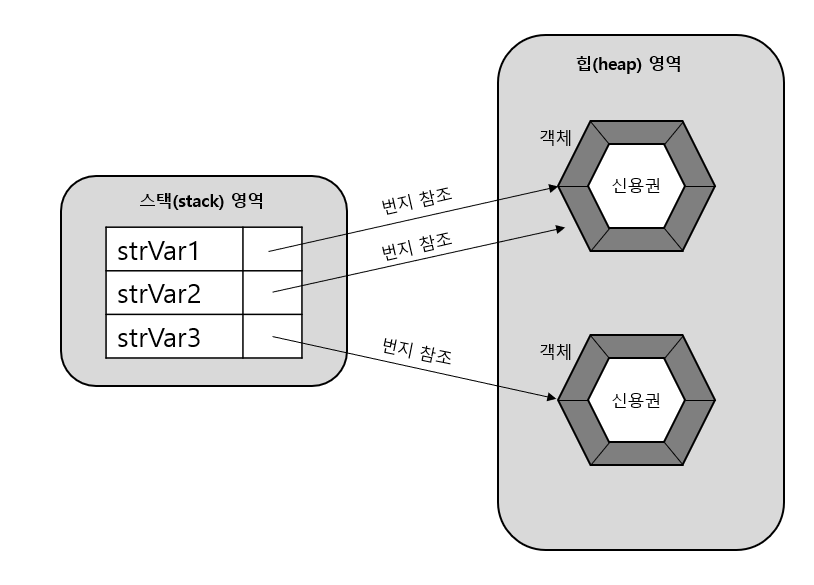 힙(heap) 영역
객체
신용권
스택(stack) 영역
번지 참조
strVar1
번지 참조
strVar2
strVar3
번지 참조
객체
신용권